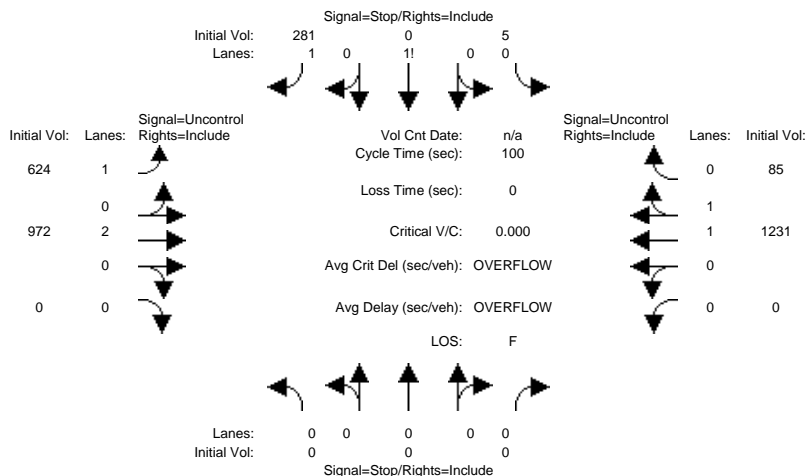 Signal=Stop/Rights=Include
Initial Vol: 281 0 5
Lanes: 1 0 1! 0 0
Signal=Uncontrol
Rights=Include
Initial Vol: Lanes:
Vol Cnt Date: n/a
Signal=Uncontrol
Rights=Include
Lanes: Initial Vol:
Cycle Time (sec): 100
624 1
0 85
Loss Time (sec): 0
0
1
972 2
Critical V/C: 0.000
1 1231
0
Avg Crit Del (sec/veh): OVERFLOW
0
0 0
Avg Delay (sec/veh): OVERFLOW
0 0
LOS: F
Lanes: 0 0 0 0 0
Initial Vol: 0 0 0
Signal=Stop/Rights=Include